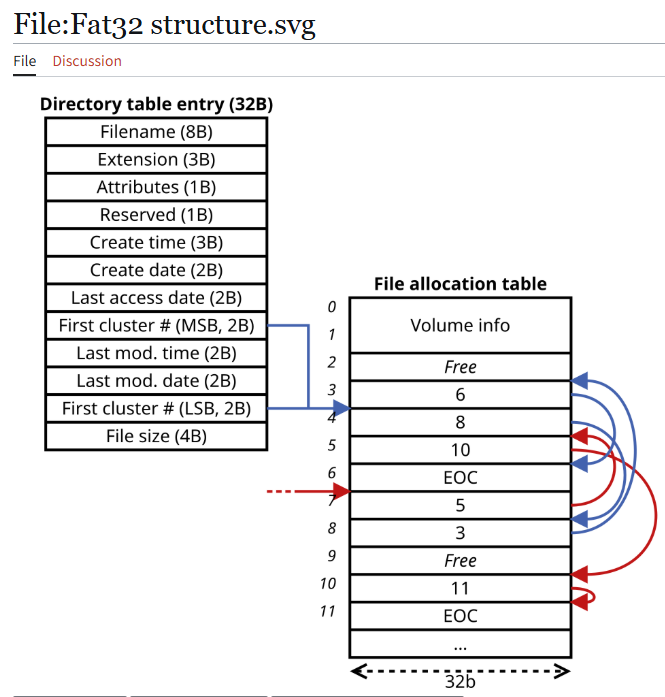 File:Fat32 structure.svg
File Discussion
Directory table entry (32B)
Filename (8B)
Extension (3B)
Attributes (1B)
Reserved (1B)
Create time (3B)
Create date (2B)
Last access date (2B)
First cluster # (MSB, 2B)
Last mod. time (2B)
Last mod. date (2B)
First cluster # (LSB, 2B)
File size (4B)
File allocation table
0
Volume info
1
2
Free
3
6
4
8
5
10
6
EOC
7
5
8
3
9
Free
10
11
11
EOC
...
32b